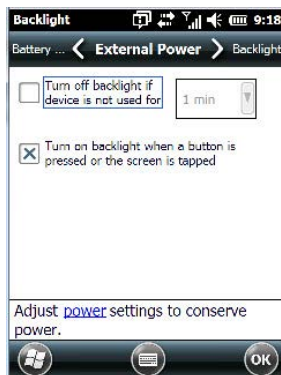 Backlight 9:18
Battery ... External Power Backlight
Turn off backlight if
device is not used for
1 min
Turn on backlight when a button is
pressed or the screen is tapped
Adjust power settings to conserve
power.
OK